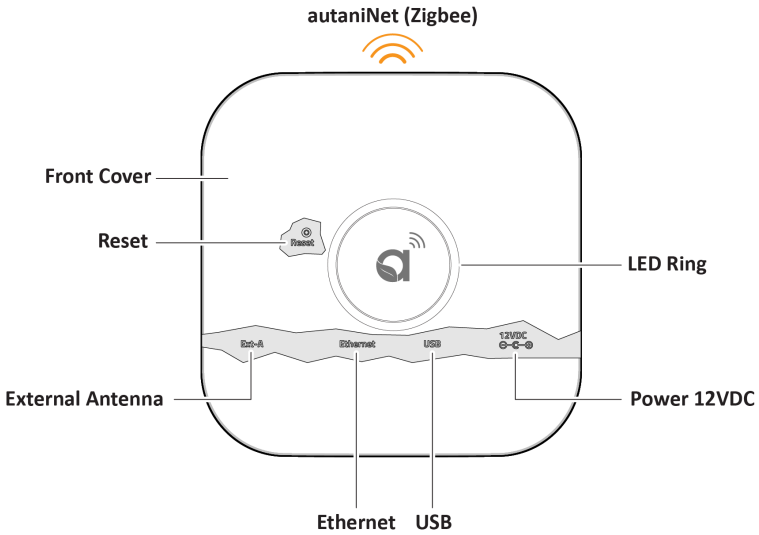 autaniNet (Zigbee)
Front Cover
Reset
Reset
LED Ring
Ext-A
Ethernet
USB
12VDC
External Antenna
Power 12VDC
Ethernet
USB